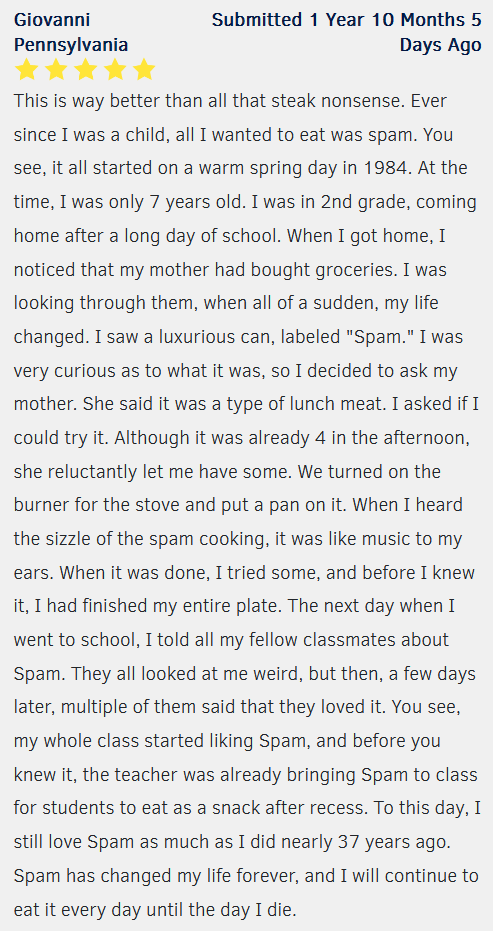 Giovanni
Pennsylvania
Submitted 1 Year 10 Months 5
Days Ago
This is way better than all that steak nonsense. Ever
since I was a child, all I wanted to eat was spam. You
see, it all started on a warm spring day in 1984. At the
time, I was only 7 years old. I was in 2nd grade, coming
home after a long day of school. When I got home, I
noticed that my mother had bought groceries. I was
looking through them, when all of a sudden, my life
changed. I saw a luxurious can, labeled "Spam." I was
very curious as to what it was, so I decided to ask my
mother. She said it was a type of lunch meat. I asked if I
could try it. Although it was already 4 in the afternoon,
she reluctantly let me have some. We turned on the
burner for the stove and put a pan on it. When I heard
the sizzle of the spam cooking, it was like music to my
ears. When it was done, I tried some, and before I knew
it, I had finished my entire plate. The next day when I
went to school, I told all my fellow classmates about
Spam. They all looked at me weird, but then, a few days
later, multiple of them said that they loved it. You see,
my whole class started liking Spam, and before you
knew it, the teacher was already bringing Spam to class
for students to eat as a snack after recess. To this day, I
still love Spam as much as I did nearly 37 years ago.
Spam has changed my life forever, and I will continue to
eat it every day until the day I die.